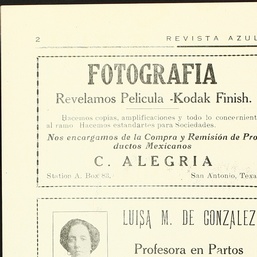 2
REVISTA AZUL
FOTOGRAFIA
Revelamos Pelicula -Kodak Finish.
Hacemos copias, amplificaciones y todo lo concernient
al ramo Hacemos estandartes para Sociedades.
Nos encargamos de la Compra y Remisión de Pro
ductos Mexicanos
C. ALEGRIA
Station A. Box 85. San Antonio, Texa
LUISA M. DE GONZALEZ
Profesora en Partos